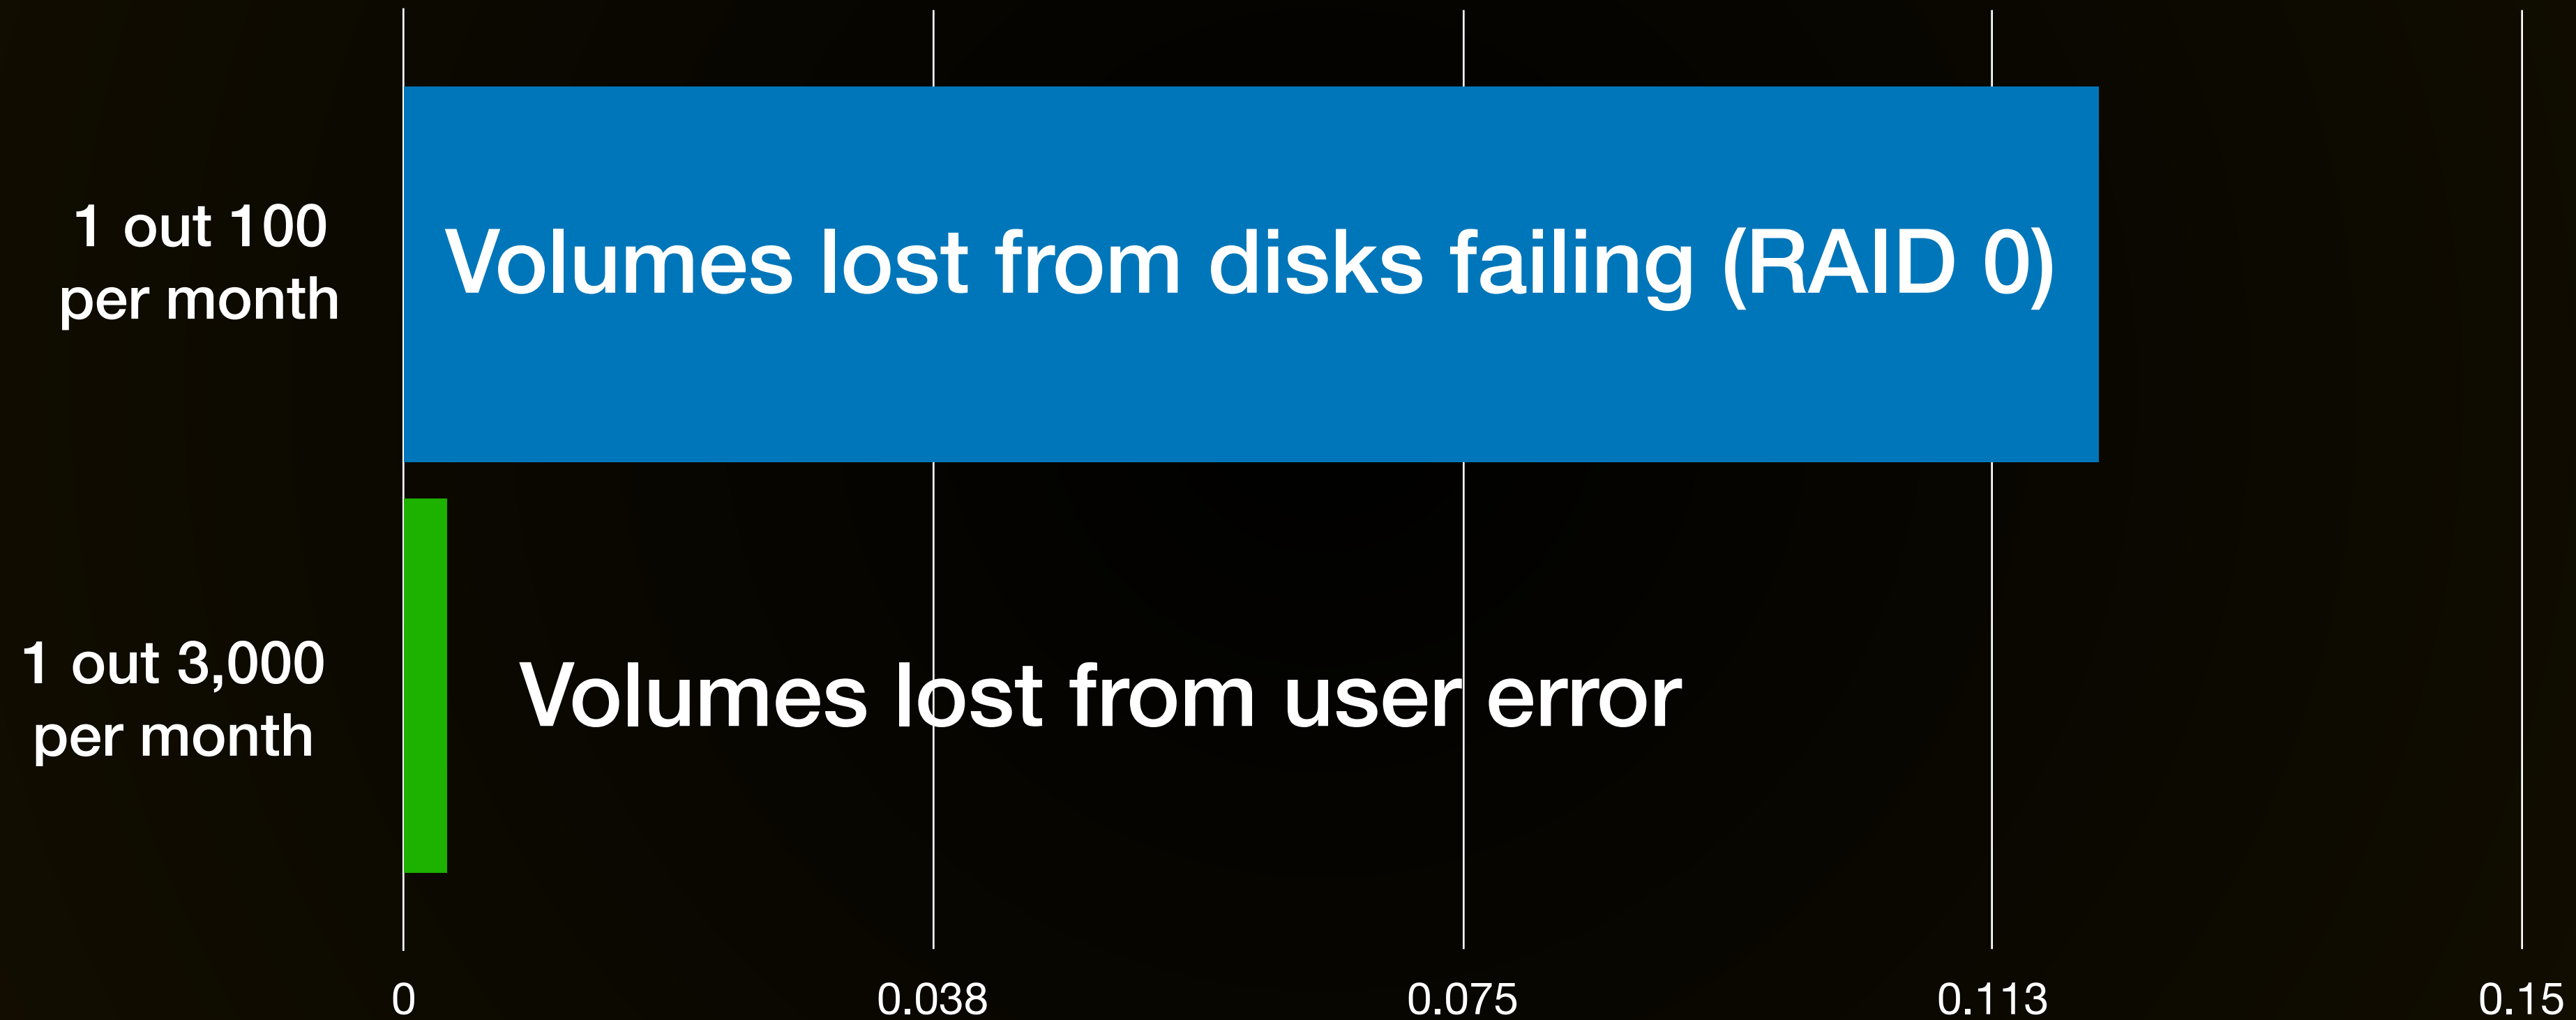 1 out 100
per month
Volumes lost from disks failing (RAID 0)
1 out 3,000
per month
Volumes lost from user error
0 0.038 0.075 0.113 0.15